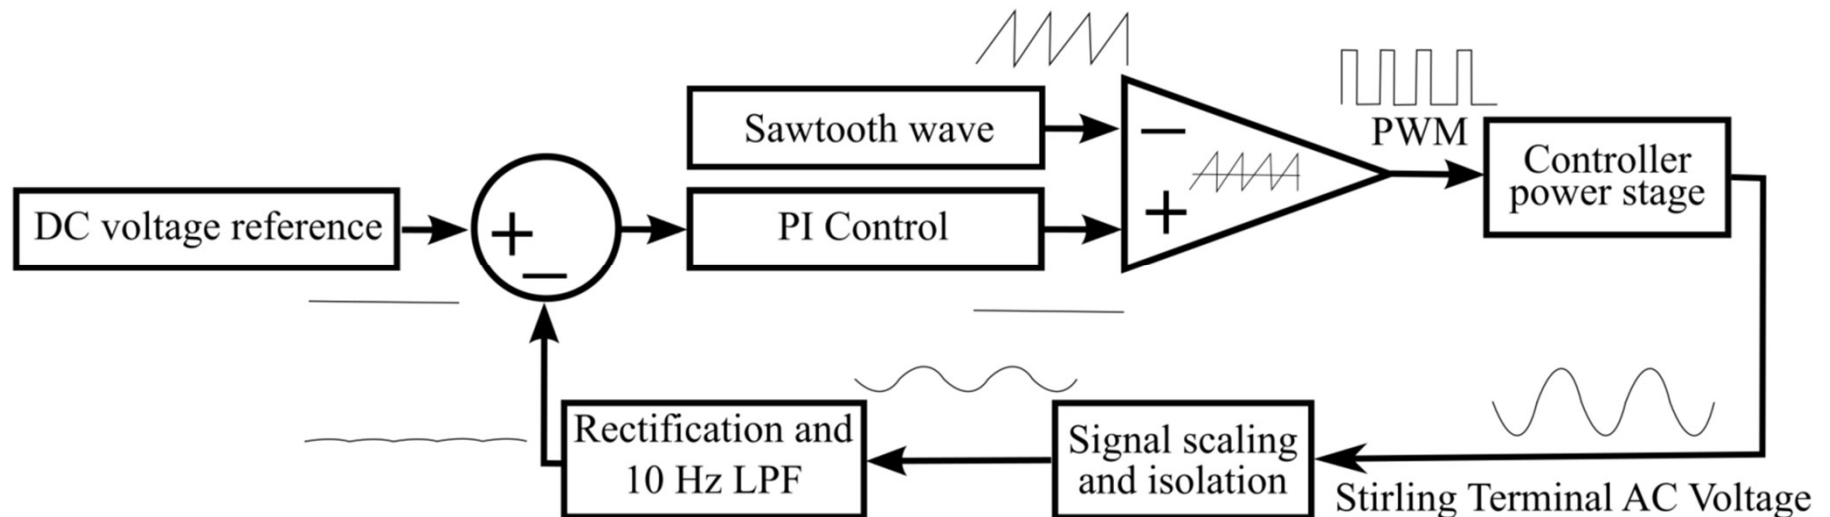 Sawtooth wave
PWM
Controller
power stage
DC voltage reference
+
−
PI Control
−
+
Rectification and
10 Hz LPF
Signal scaling
and isolation
Stirling Terminal AC Voltage